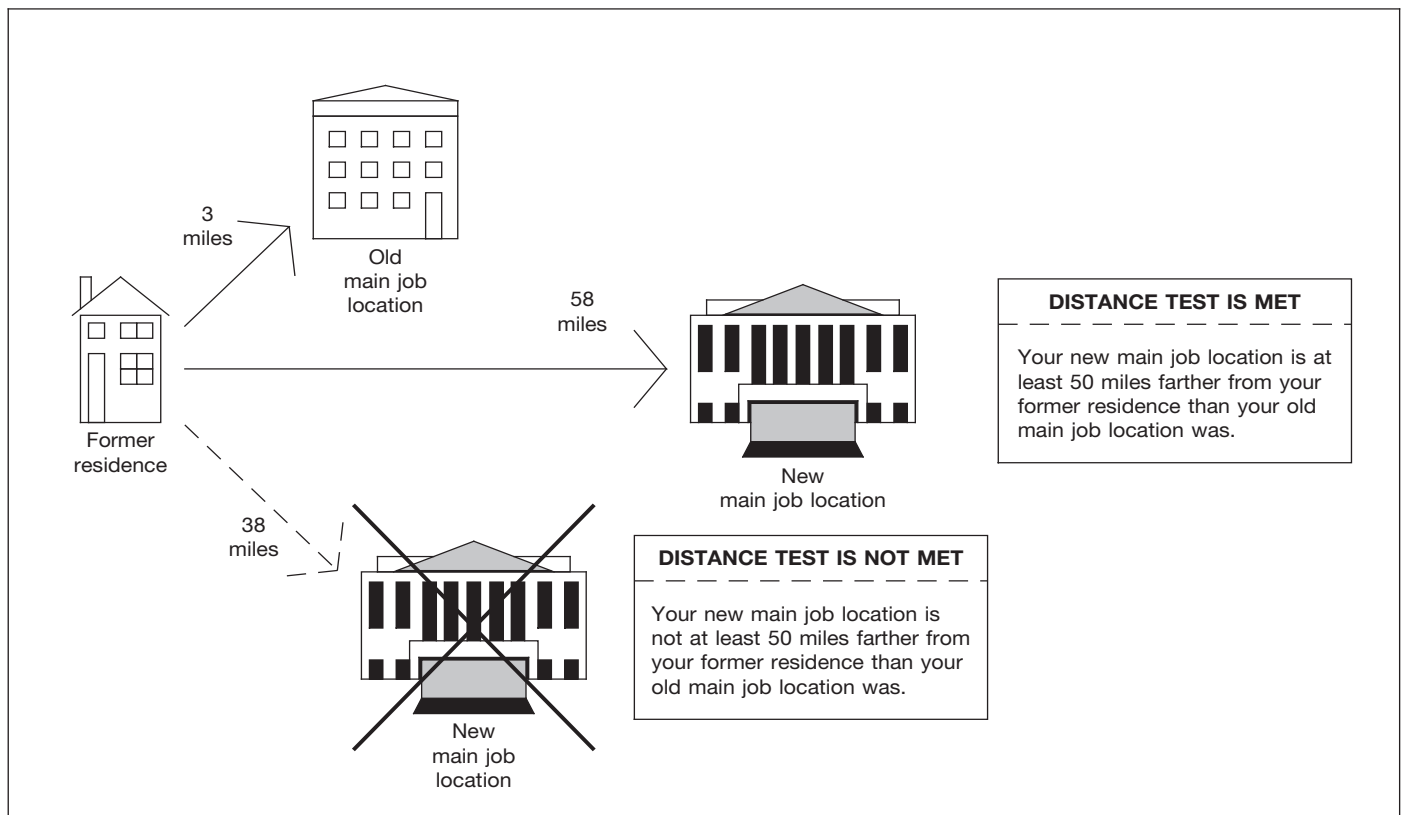 3
miles
Old
main job
location
58
miles
DISTANCE TEST IS MET
Your new main job location is at
least 50 miles farther from your
former residence than your old
main job location was.
Former
residence
New
main job location
38
miles
DISTANCE TEST IS NOT MET
Your new main job location is
not at least 50 miles farther from
your former residence than your
old main job location was.
New
main job
location